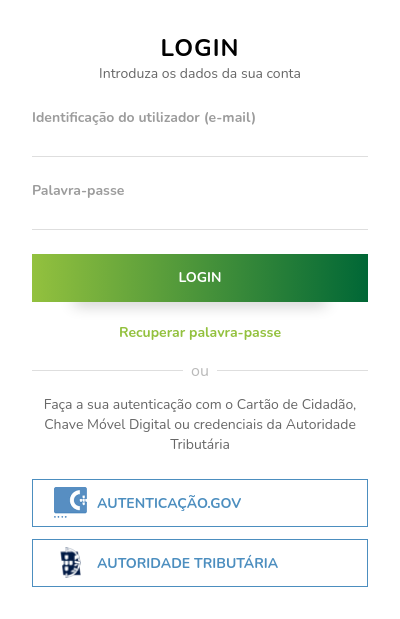 LOGIN
Introduza os dados da sua conta
Identificação do utilizador (e-mail)
Palavra-passe
LOGIN
Recuperar palavra-passe
ou
Faça a sua autenticação com o Cartão de Cidadão,
Chave Móvel Digital ou credenciais da Autoridade
Tributária
AUTENTICAÇÃO.GOV
AUTORIDADE TRIBUTÁRIA